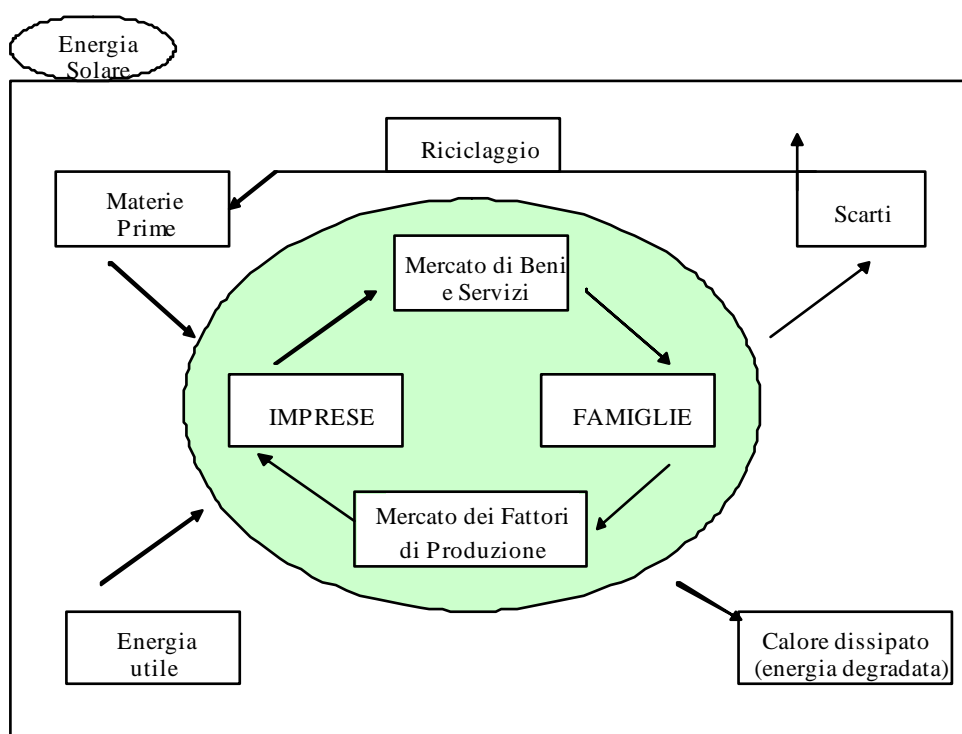 Energia
Solare
Riciclaggio
Materie
Prime
Scarti
Mercato di Beni
e Servizi
IMPRESE
FAMIGLIE
Mercato dei Fattori
di Produzione
Energia
utile
Calore dissipato
(energia degradata)